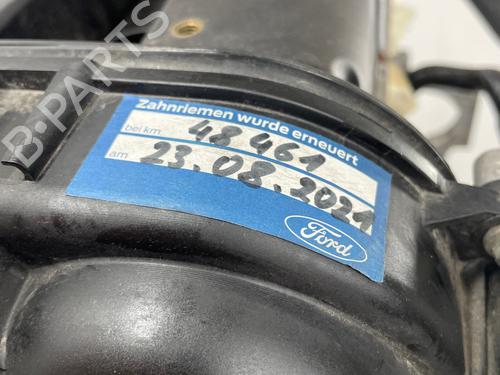 B-PARTS
Zahnriemen wurde erneuert
bei km 48 461
am 23.08.2021
Ford